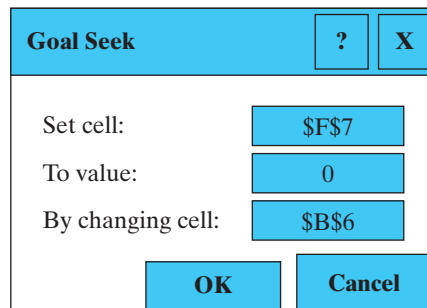 Goal Seek ? X
Set cell: $F$7
To value: 0
By changing cell: $B$6
OK Cancel